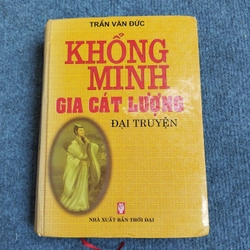 TRẦN VĂN ĐỨC
KHỔNG
MINH
GIA CÁT LƯỢNG
ĐẠI TRUYỆN
NHÀ XUẤT BẢN THỜI ĐẠI